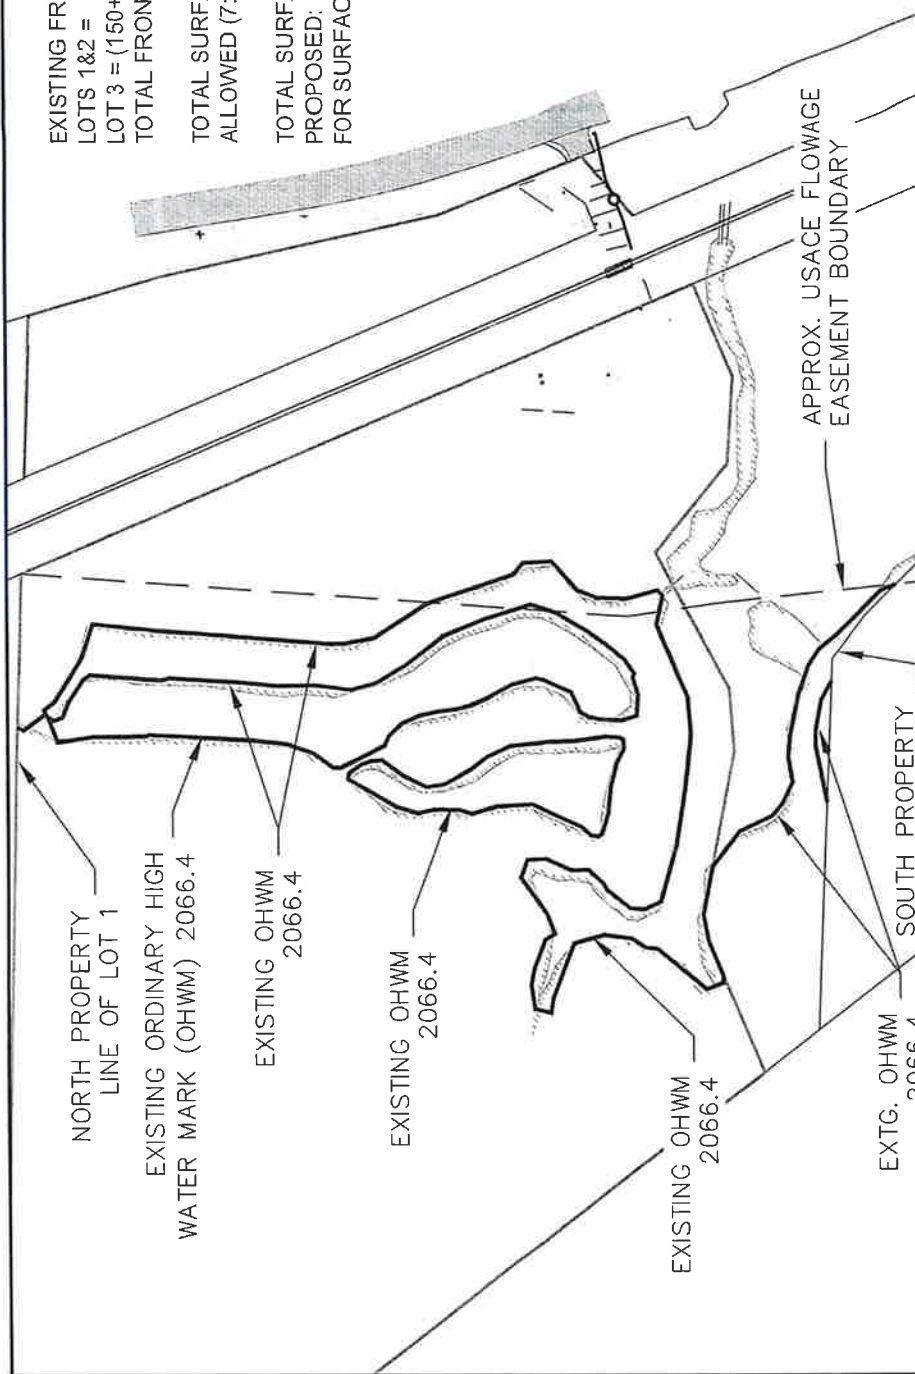 EXISTING FR
LOTS 1&2 =
LOT 3 = (150+
TOTAL FRON
TOTAL SURF
ALLOWED (7:
TOTAL SURF
PROPOSED:
FOR SURFAC
NORTH PROPERTY
LINE OF LOT 1
EXISTING ORDINARY HIGH
WATER MARK (OHWM) 2066.4
EXISTING OHWM
2066.4
EXISTING OHWM
2066.4
EXISTING OHWM
2066.4
APPROX. USACE FLOWAGE
EASEMENT BOUNDARY
SOUTH PROPERTY
EXTG. OHWM
2066.4